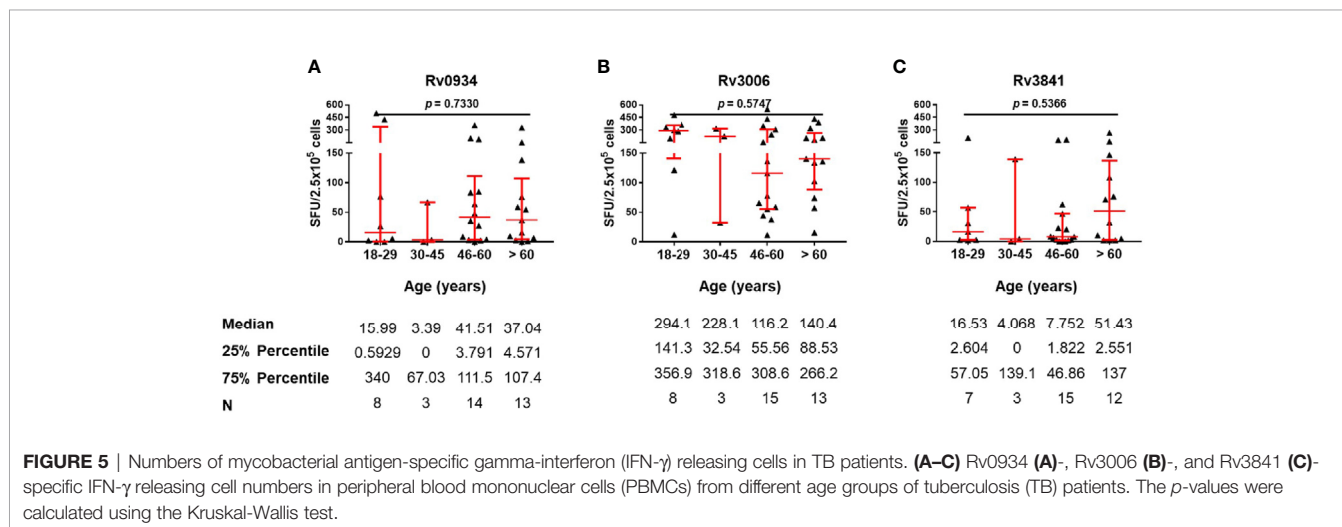 A
B
C
Rv0934
Rv3006
Rv3841
p = 0.7330
p = 0.5747
p = 0.5366
SFU/2.5x10⁵ cells
600
450
300
150
100
50
0
18-29 30-45 46-60 > 60
Age (years)
SFU/2.5x10⁵ cells
600
450
300
150
100
50
0
18-29 30-45 46-60 > 60
Age (years)
SFU/2.5x10⁵ cells
600
450
300
150
100
50
0
18-29 30-45 46-60 > 60
Age (years)
Median 15.99 3.39 41.51 37.04 294.1 228.1 116.2 140.4 16.53 4.068 7.752 51.43
25% Percentile 0.5929 0 3.791 4.571 141.3 32.54 55.56 88.53 2.604 0 1.822 2.551
75% Percentile 340 67.03 111.5 107.4 356.9 318.6 308.6 266.2 57.05 139.1 46.86 137
N 8 3 14 13 8 3 15 13 7 3 15 12
FIGURE 5 | Numbers of mycobacterial antigen-specific gamma-interferon (IFN-γ) releasing cells in TB patients. (A–C) Rv0934 (A)-, Rv3006 (B)-, and Rv3841 (C)-
specific IFN-γ releasing cell numbers in peripheral blood mononuclear cells (PBMCs) from different age groups of tuberculosis (TB) patients. The p-values were
calculated using the Kruskal-Wallis test.